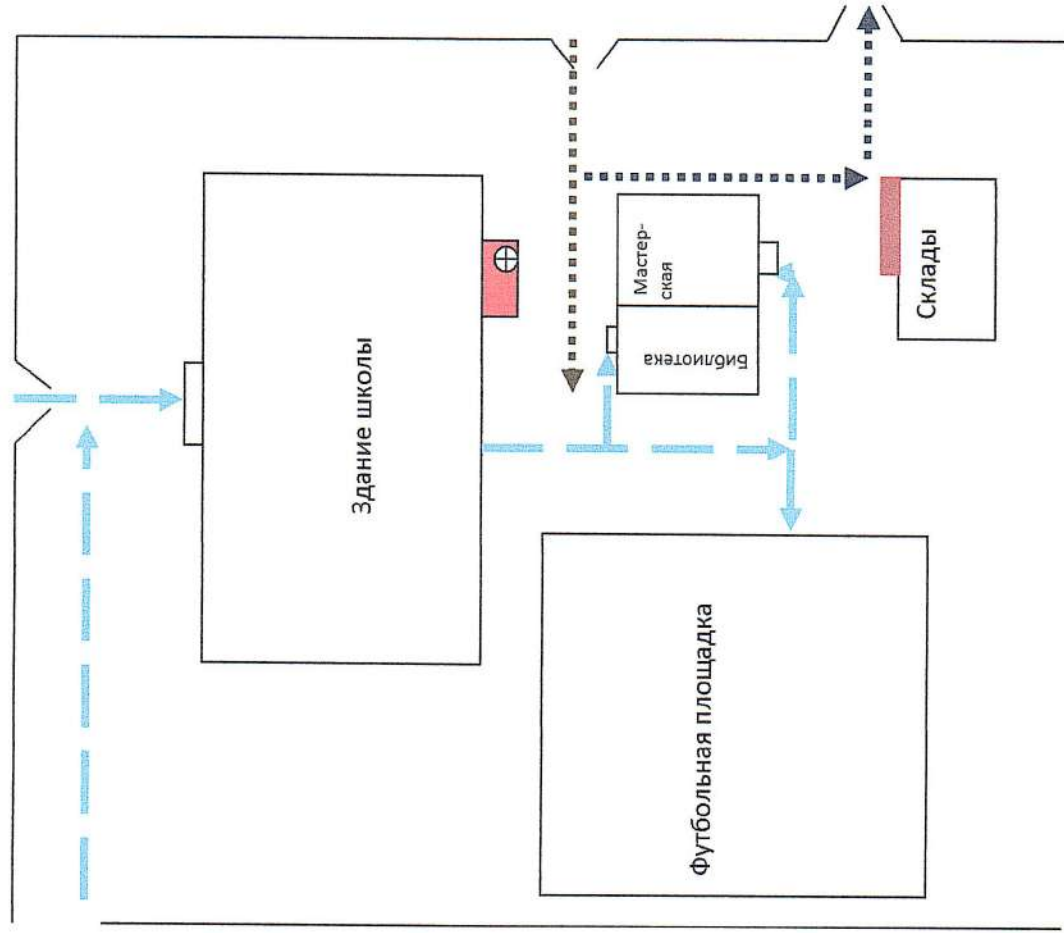 Здание школы
Мастер-
ская
Библиотека
Склады
Футбольная площадка